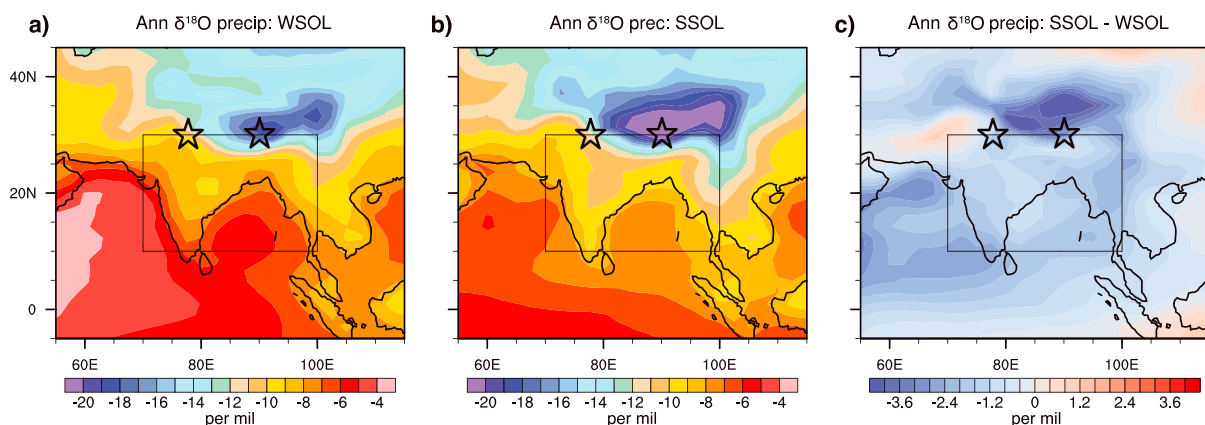 a) Ann δ¹⁸O precip: WSOL
b) Ann δ¹⁸O prec: SSOL
c) Ann δ¹⁸O precip: SSOL - WSOL
40N
20N
0
60E 80E 100E
60E 80E 100E
60E 80E 100E
-20 -18 -16 -14 -12 -10 -8 -6 -4
-20 -18 -16 -14 -12 -10 -8 -6 -4
-3.6 -2.4 -1.2 0 1.2 2.4 3.6
per mil
per mil
per mil